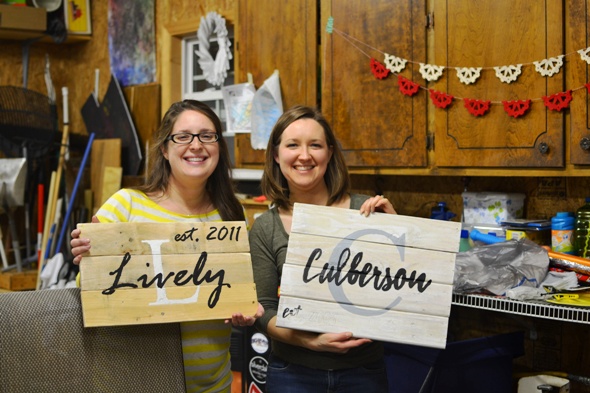 est. 2011
L
Lively
C
Culberson
est